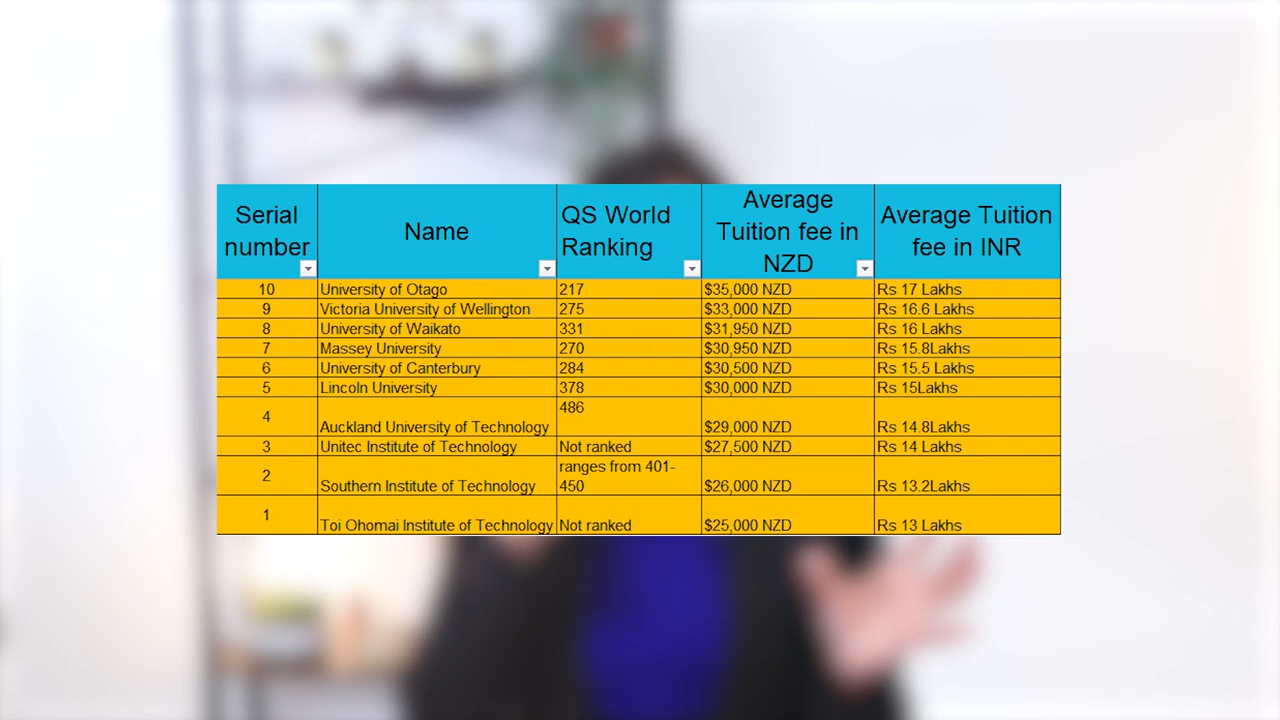 Serial number
Name
QS World Ranking
Average Tuition fee in NZD
Average Tuition fee in INR
10 University of Otago 217 $35,000 NZD Rs 17 Lakhs
9 Victoria University of Wellington 275 $33,000 NZD Rs 16.6 Lakhs
8 University of Waikato 331 $31,950 NZD Rs 16 Lakhs
7 Massey University 270 $30,950 NZD Rs 15.8Lakhs
6 University of Canterbury 284 $30,500 NZD Rs 15.5 Lakhs
5 Lincoln University 378 $30,000 NZD Rs 15Lakhs
4 Auckland University of Technology 486 $29,000 NZD Rs 14.8Lakhs
3 Unitec Institute of Technology Not ranked $27,500 NZD Rs 14 Lakhs
2 Southern Institute of Technology ranges from 401-450 $26,000 NZD Rs 13.2Lakhs
1 Toi Ohomai Institute of Technology Not ranked $25,000 NZD Rs 13 Lakhs